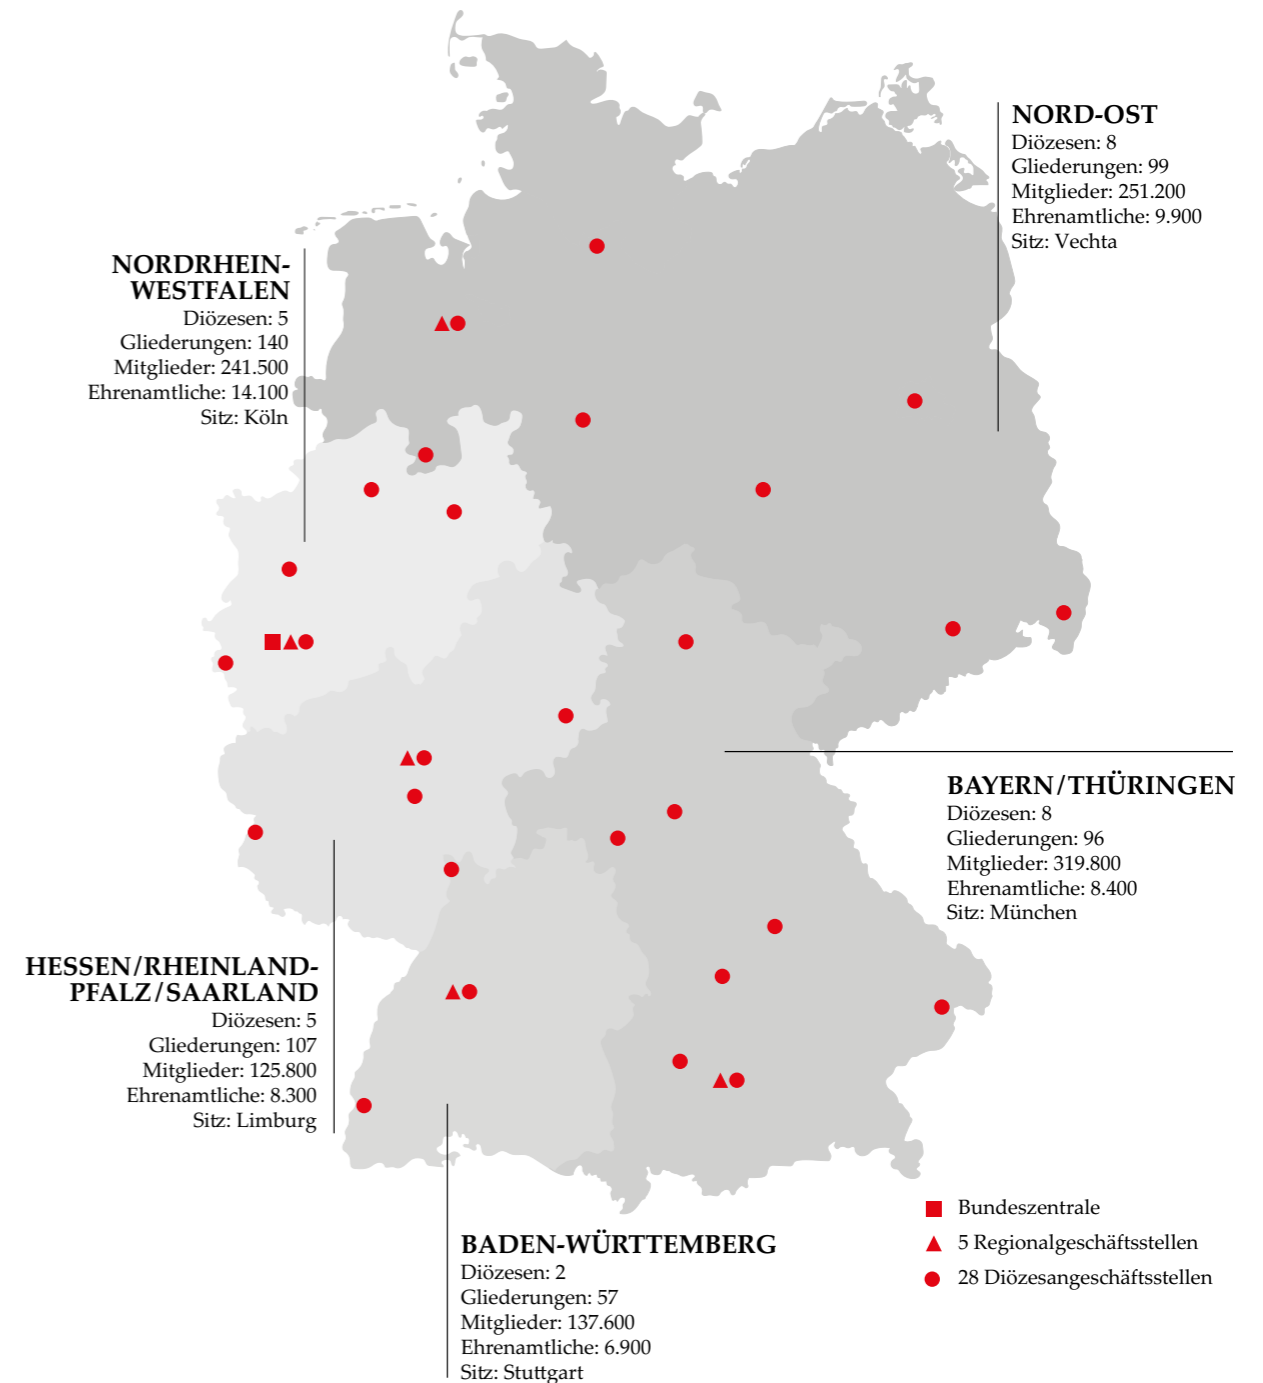 NORD-OST
Diözesen: 8
Gliederungen: 99
Mitglieder: 251.200
Ehrenamtliche: 9.900
Sitz: Vechta
NORDRHEIN-
WESTFALEN
Diözesen: 5
Gliederungen: 140
Mitglieder: 241.500
Ehrenamtliche: 14.100
Sitz: Köln
BAYERN/THÜRINGEN
Diözesen: 8
Gliederungen: 96
Mitglieder: 319.800
Ehrenamtliche: 8.400
Sitz: München
HESSEN/RHEINLAND-
PFALZ/SAARLAND
Diözesen: 5
Gliederungen: 107
Mitglieder: 125.800
Ehrenamtliche: 8.300
Sitz: Limburg
BADEN-WÜRTTEMBERG
Diözesen: 2
Gliederungen: 57
Mitglieder: 137.600
Ehrenamtliche: 6.900
Sitz: Stuttgart
Bundeszentrale
5 Regionalgeschäftsstellen
28 Diözesangeschäftsstellen